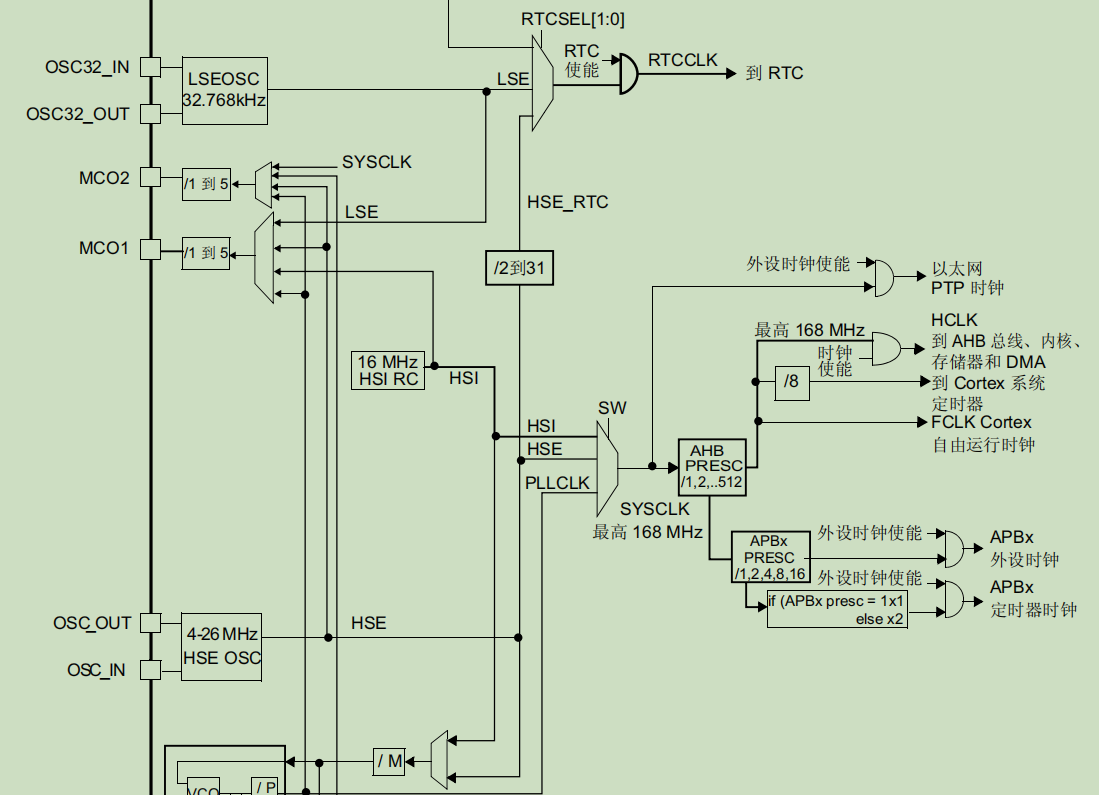 RTCSEL[1:0]
OSC32_IN
LSEOSC
32.768kHz
OSC32_OUT
LSE
RTC
使能
RTCCLK
到 RTC
MCO2
/1 到 5
SYSCLK
LSE
MCO1
/1 到 5
HSE_RTC
/2到31
外设时钟使能
以太网
PTP 时钟
16 MHz
HSI RC
HSI
最高 168 MHz
时钟
使能
HCLK
到 AHB 总线、内核、
存储器和 DMA
/8
到 Cortex 系统
定时器
FCLK Cortex
自由运行时钟
SW
HSI
HSE
PLLCLK
SYSCLK
最高 168 MHz
AHB
PRESC
/1,2,..512
APBx
PRESC
/1,2,4,8,16
外设时钟使能
APBx
外设时钟
外设时钟使能
APBx
定时器时钟
if (APBx presc = 1x1
else x2
OSC_OUT
4-26 MHz
HSE OSC
OSC_IN
HSE
/ M
VCO
/ P